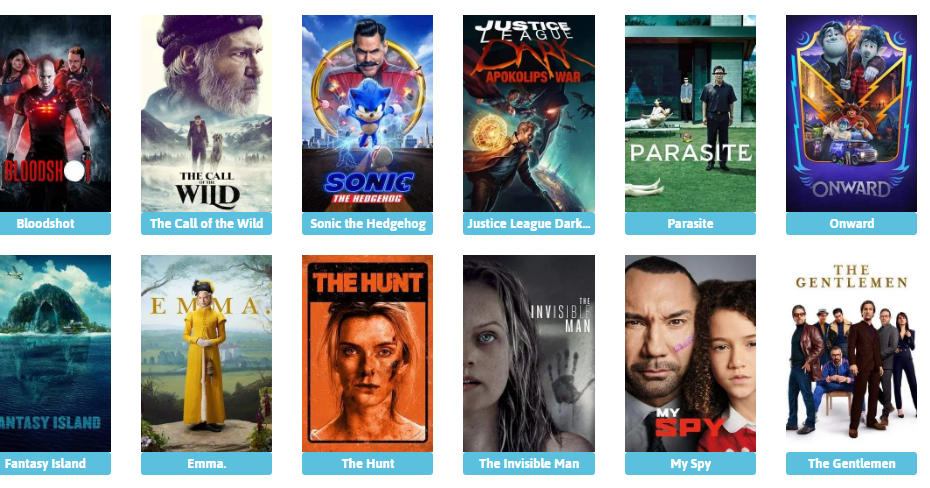 BLOODSH T
THE CALL
OF THE
WILD
SONIC
THE HEDGEHOG
JUSTICE
LEAGUE
DARK
APOKOLIPS WAR
PARASITE
ONWARD
Bloodshot
The Call of the Wild
Sonic the Hedgehog
Justice League Dark...
Parasite
Onward
ANTASY ISLAND
EMMA.
THE HUNT
THE
INVISIBLE
MAN
MY
SPY
THE
GENTLEMEN
Fantasy Island
Emma.
The Hunt
The Invisible Man
My Spy
The Gentlemen